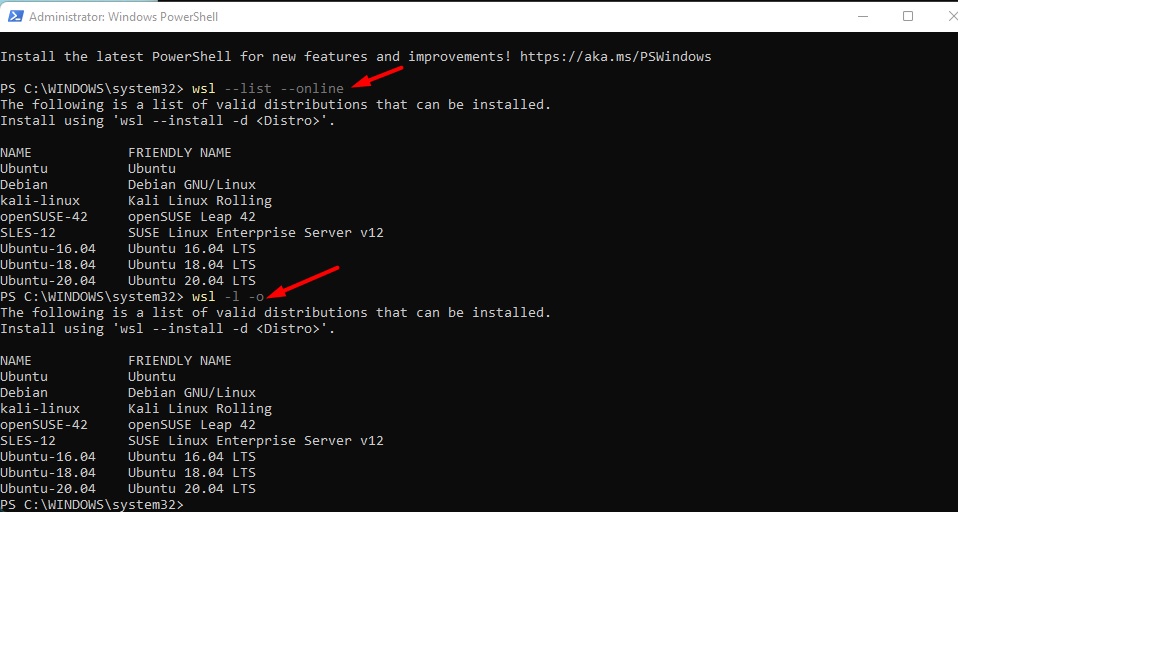 Administrator: Windows PowerShell
Install the latest PowerShell for new features and improvements! https://aka.ms/PSWindows
PS C:\WINDOWS\system32> wsl --list --online
The following is a list of valid distributions that can be installed.
Install using 'wsl --install -d <Distro>'.
NAME            FRIENDLY NAME
Ubuntu          Ubuntu
Debian          Debian GNU/Linux
kali-linux      Kali Linux Rolling
openSUSE-42     openSUSE Leap 42
SLES-12         SUSE Linux Enterprise Server v12
Ubuntu-16.04    Ubuntu 16.04 LTS
Ubuntu-18.04    Ubuntu 18.04 LTS
Ubuntu-20.04    Ubuntu 20.04 LTS
PS C:\WINDOWS\system32> wsl -l -o
The following is a list of valid distributions that can be installed.
Install using 'wsl --install -d <Distro>'.
NAME            FRIENDLY NAME
Ubuntu          Ubuntu
Debian          Debian GNU/Linux
kali-linux      Kali Linux Rolling
openSUSE-42     openSUSE Leap 42
SLES-12         SUSE Linux Enterprise Server v12
Ubuntu-16.04    Ubuntu 16.04 LTS
Ubuntu-18.04    Ubuntu 18.04 LTS
Ubuntu-20.04    Ubuntu 20.04 LTS
PS C:\WINDOWS\system32>